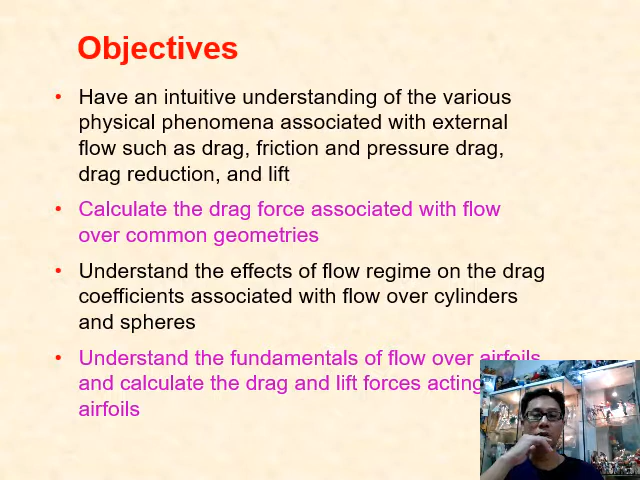 Objectives
• Have an intuitive understanding of the various
physical phenomena associated with external
flow such as drag, friction and pressure drag,
drag reduction, and lift
• Calculate the drag force associated with flow
over common geometries
• Understand the effects of flow regime on the drag
coefficients associated with flow over cylinders
and spheres
• Understand the fundamentals of flow over airfoils
and calculate the drag and lift forces acting
airfoils